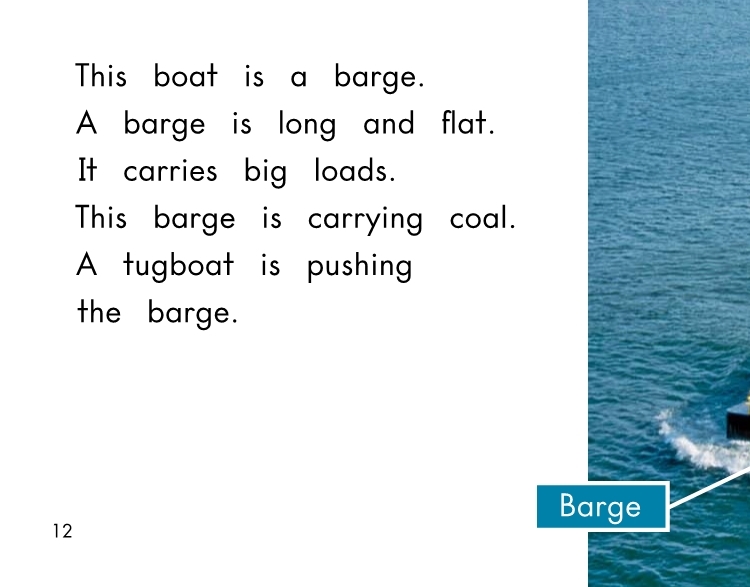 This boat is a barge.
A barge is long and flat.
It carries big loads.
This barge is carrying coal.
A tugboat is pushing
the barge.
Barge
12